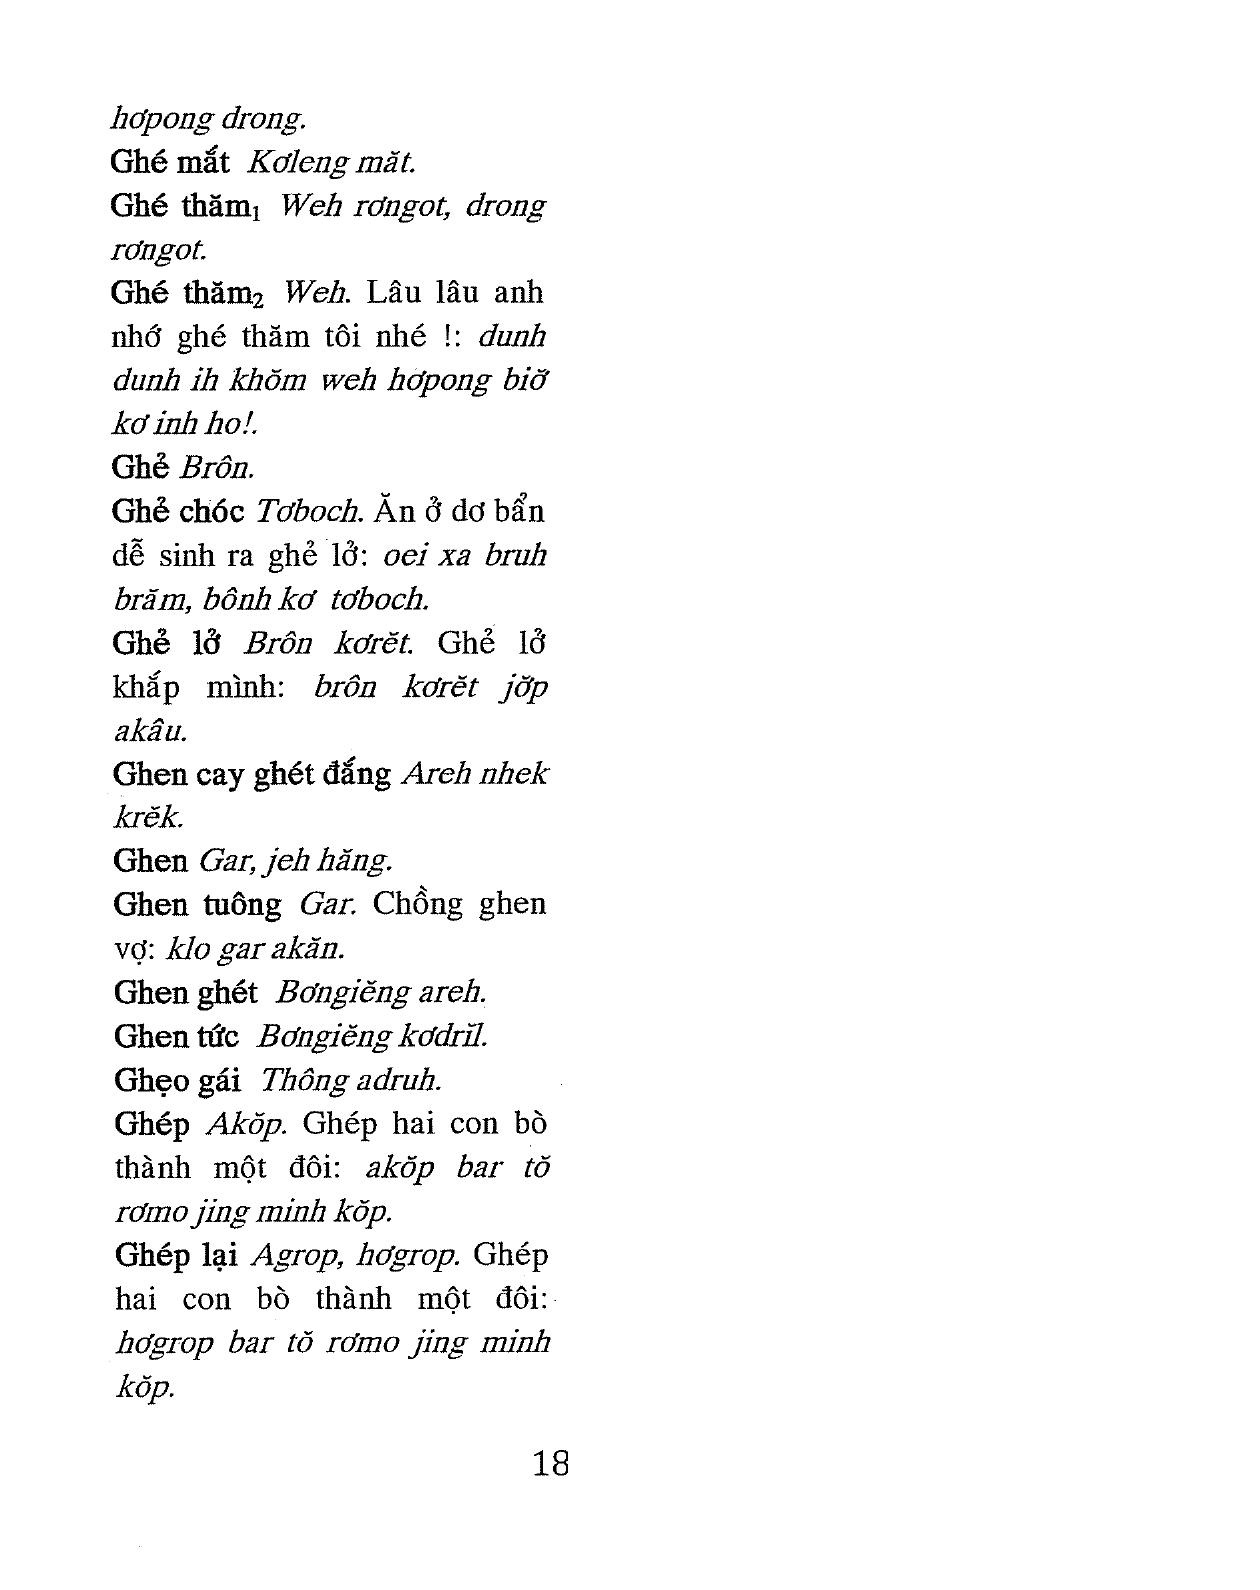 hơpong drong.
Ghé mắt Kơleng măt.
Ghé thăm₁ Weh rơngot, drong
rơngot.
Ghé thăm₂ Weh. Lâu lâu anh
nhớ ghé thăm tôi nhé !: dunh
dunh ih khŏm weh hơpong biơ̆
kơ inh ho!.
Ghẻ Brôn.
Ghẻ chóc Tơboch. Ăn ở dơ bẩn
dễ sinh ra ghẻ lở: oei xa bruh
brăm, bônh kơ tơboch.
Ghẻ lở Brôn kơrĕt. Ghẻ lở
khắp mình: brôn kơrĕt jơ̆p
akâu.
Ghen cay ghét đắng Areh nhek
krĕk.
Ghen Gar, jeh hăng.
Ghen tuông Gar. Chồng ghen
vợ: klo gar akăn.
Ghen ghét Bơngiĕng areh.
Ghen tức Bơngiĕng kơdrĭl.
Ghẹo gái Thông adruh.
Ghép Akŏp. Ghép hai con bò
thành một đôi: akŏp bar tŏ
rơmo jing minh kŏp.
Ghép lại Agrop, hơgrop. Ghép
hai con bò thành một đôi:
hơgrop bar tŏ rơmo jing minh
kŏp.
18